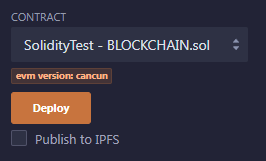 CONTRACT
SolidityTest - BLOCKCHAIN.sol
evm version: cancun
Deploy
Publish to IPFS